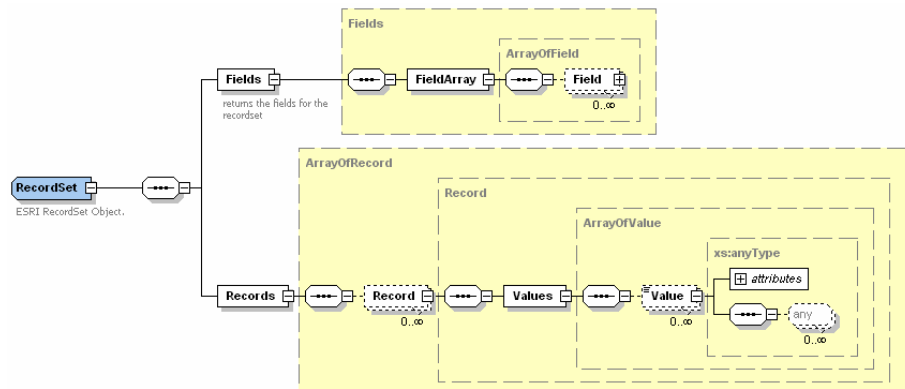 Fields
ArrayOfField
Fields
FieldArray
Field
0..∞
returns the fields for the
recordset
ArrayOfRecord
RecordSet
ESRI RecordSet Object.
Record
ArrayOfValue
xs:anyType
attributes
Records
Record
0..∞
Values
Value
0..∞
any
0..∞